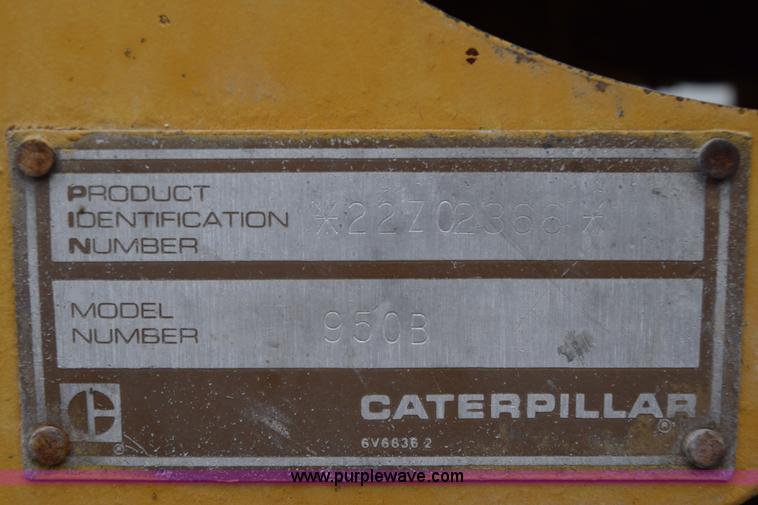 PRODUCT
IDENTIFICATION
NUMBER
*22Z02368*
MODEL
NUMBER
950B
CATERPILLAR
6V6636 2
www.purplewave.com